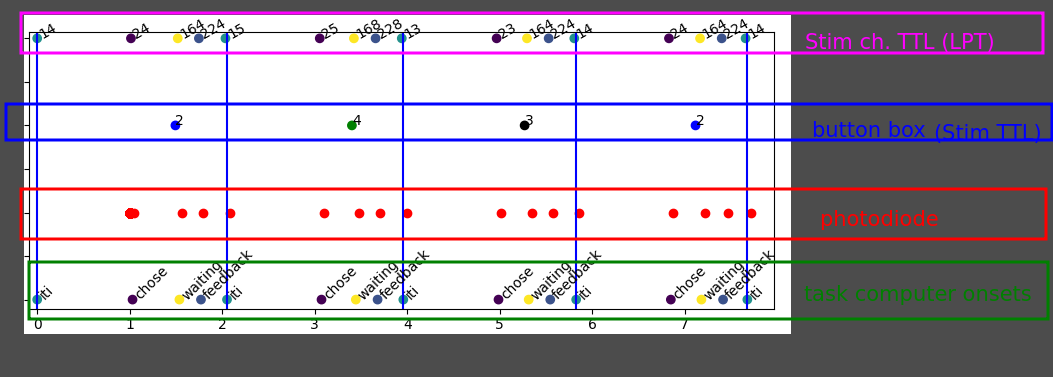 14 24 164 224 15 25 168 228 13 23 164 224 14 24 164 224 14
Stim ch. TTL (LPT)
2 4 3 2
button box (Stim TTL)
photodiode
iti chose waiting feedback iti chose waiting feedback iti chose waiting feedback iti chose waiting feedback iti
task computer onsets
0 1 2 3 4 5 6 7